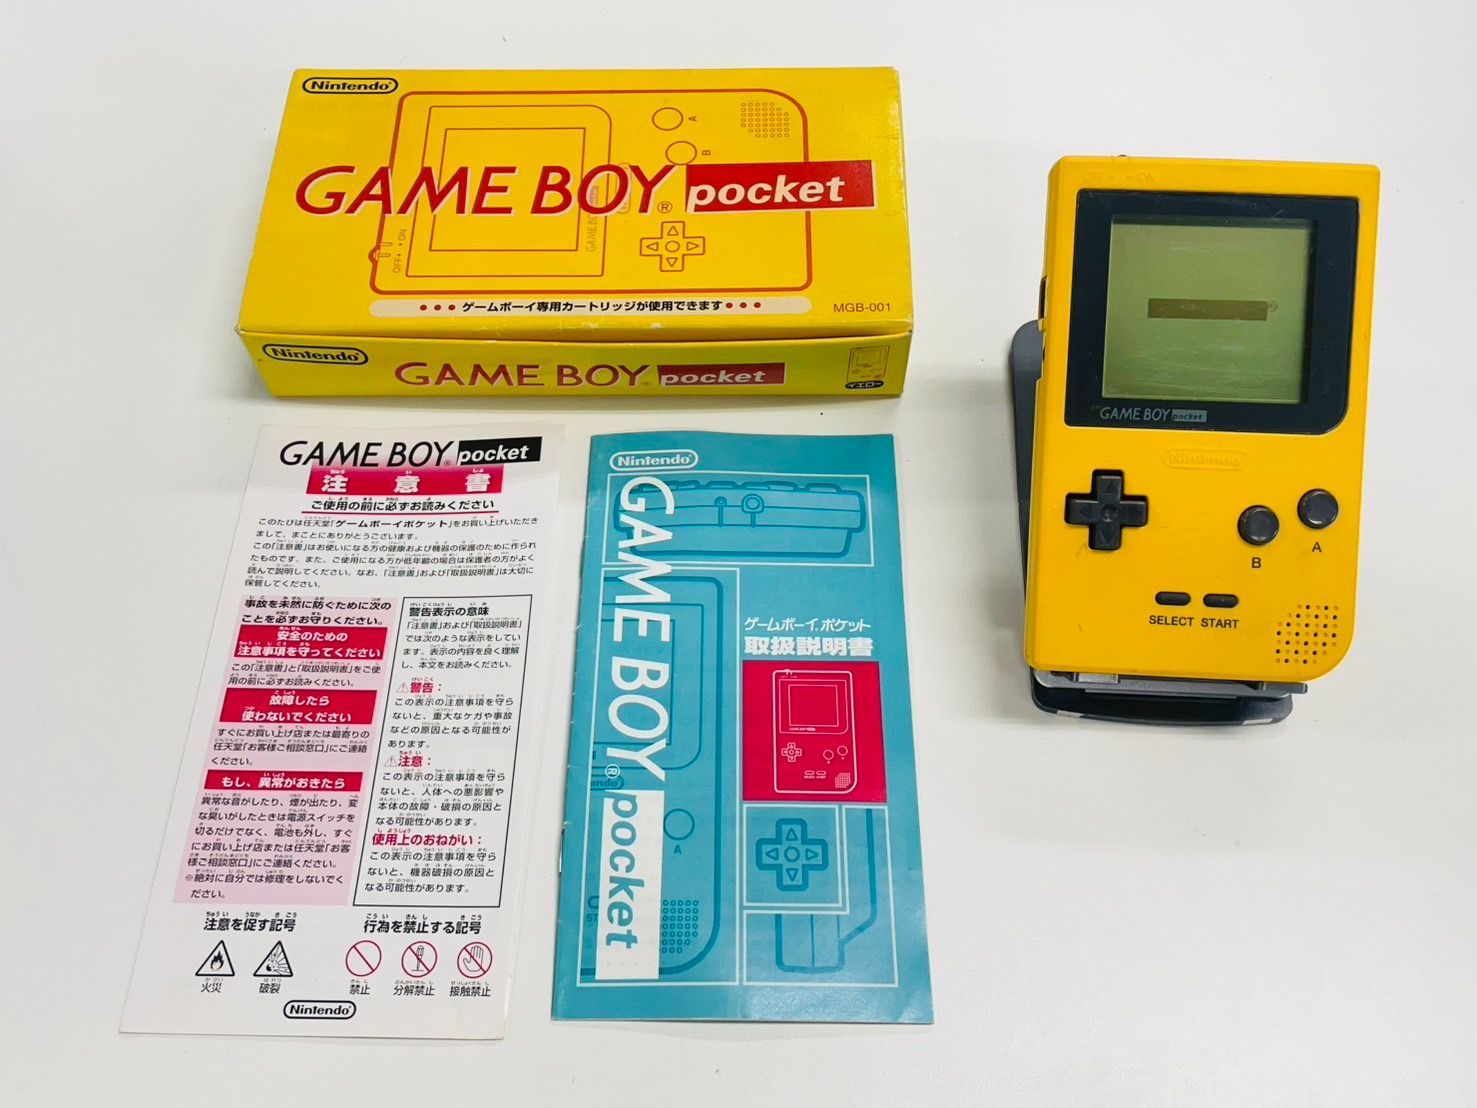 Nintendo
GAME BOY® pocket
A
B
OFF• •ON
GAME BOY
•••ゲームボーイ専用カートリッジが使用できます•••
MGB-001
Nintendo
GAME BOY® pocket
イエロー
GAME BOY® pocket
注意書
ご使用の前に必ずお読みください
このたびは任天堂「ゲームボーイポケット」をお買い上げいただき
まして、まことにありがとうございます。
この「注意書」はお使いになる方の健康および機器の保護のために作られ
たものです。また、ご使用になる方が低年齢の場合は保護者の方がよく
読んで説明してください。なお、「注意書」および「取扱説明書」は大切に
保管してください。
事故を未然に防ぐために次の
ことを必ずお守りください。
安全のための
注意事項を守ってください
この「注意書」と「取扱説明書」をご使
用の前に必ずお読みください。
故障したら
使わないでください
すぐにお買い上げ店または最寄りの
任天堂「お客様ご相談窓口」にご連絡
ください。
もし、異常がおきたら
異常な音がしたり、煙が出たり、変
な臭いがしたときは電源スイッチを
切るだけでなく、電池も外し、すぐ
にお買い上げ店または任天堂「お客
様ご相談窓口」にご連絡ください。
※絶対に自分では修理をしないでく
ださい。
警告表示の意味
「注意書」および「取扱説明書」
では次のような表示をしてい
ます。表示の内容を良く理解
し、本文をお読みください。
⚠警告：
この表示の注意事項を守ら
ないと、重大なケガや事故
などの原因となる可能性が
あります。
⚠注意：
この表示の注意事項を守ら
ないと、人体への悪影響や
本体の故障・破損の原因と
なる可能性があります。
使用上のおねがい：
この表示の注意事項を守ら
ないと、機器破損の原因と
なる可能性があります。
注意を促す記号
行為を禁止する記号
火災
破裂
禁止
分解禁止
接触禁止
Nintendo
Nintendo
GAME BOY® pocket
ゲームボーイ®ポケット
取扱説明書
A
GAME BOY pocket
Nintendo
B
A
SELECT START